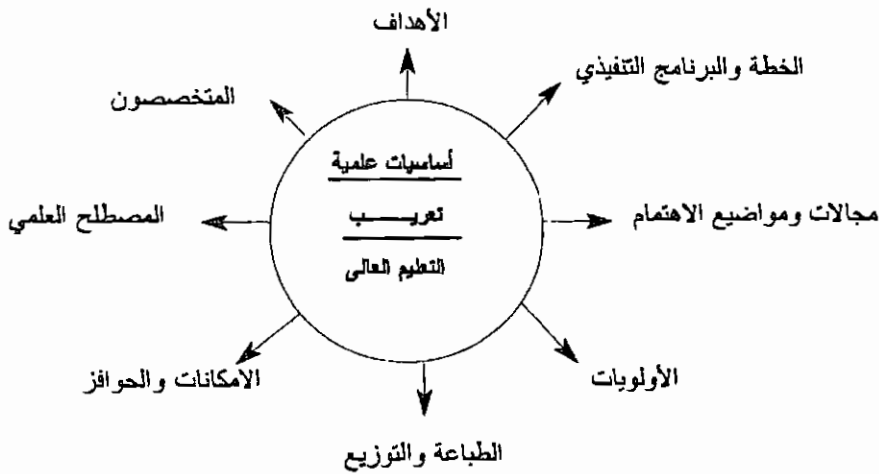 الأهداف
الخطة والبرنامج التنفيذي
المتخصصون
أساسيات علمية
تعريـــــب
التعليم العالى
مجالات ومواضيع الاهتمام
المصطلح العلمي
الأولويات
الامكانات والحوافز
الطباعة والتوزيع